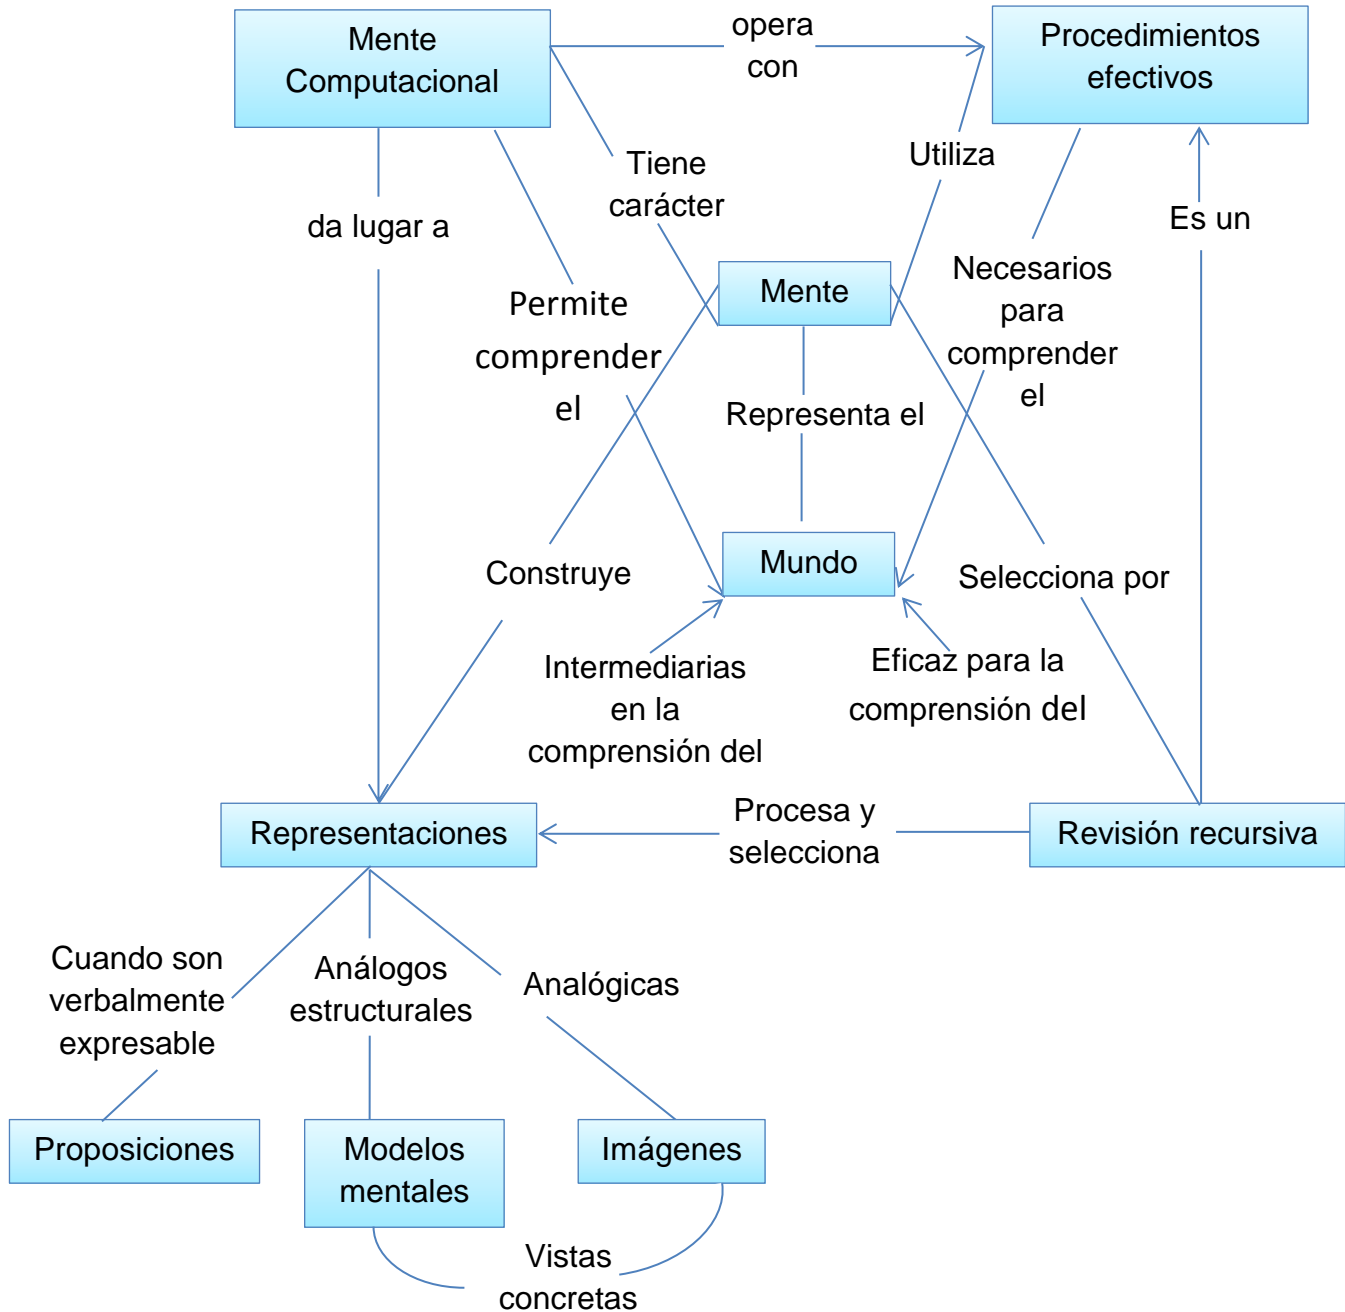 Mente
Computacional
opera
con
Procedimientos
efectivos
Tiene
carácter
Utiliza
da lugar a
Es un
Permite
comprender
el
Mente
Necesarios
para
comprender
el
Representa el
Construye
Mundo
Selecciona por
Intermediarias
en la
comprensión del
Eficaz para la
comprensión del
Representaciones
Procesa y
selecciona
Revisión recursiva
Cuando son
verbalmente
expresable
Análogos
estructurales
Analógicas
Proposiciones
Modelos
mentales
Imágenes
Vistas
concretas